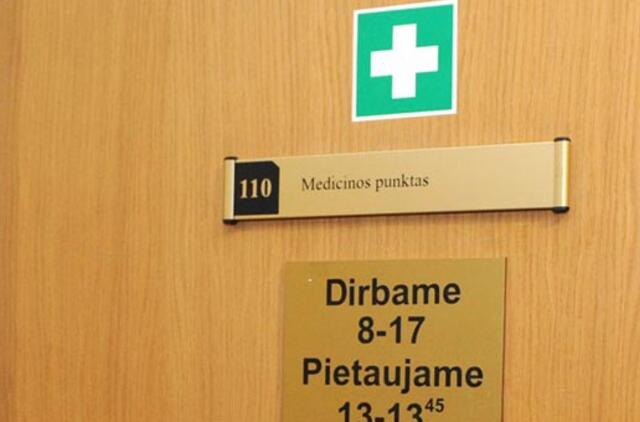 110 Medicinos punktas
Dirbame
8-17
Pietaujame
13-13⁴⁵